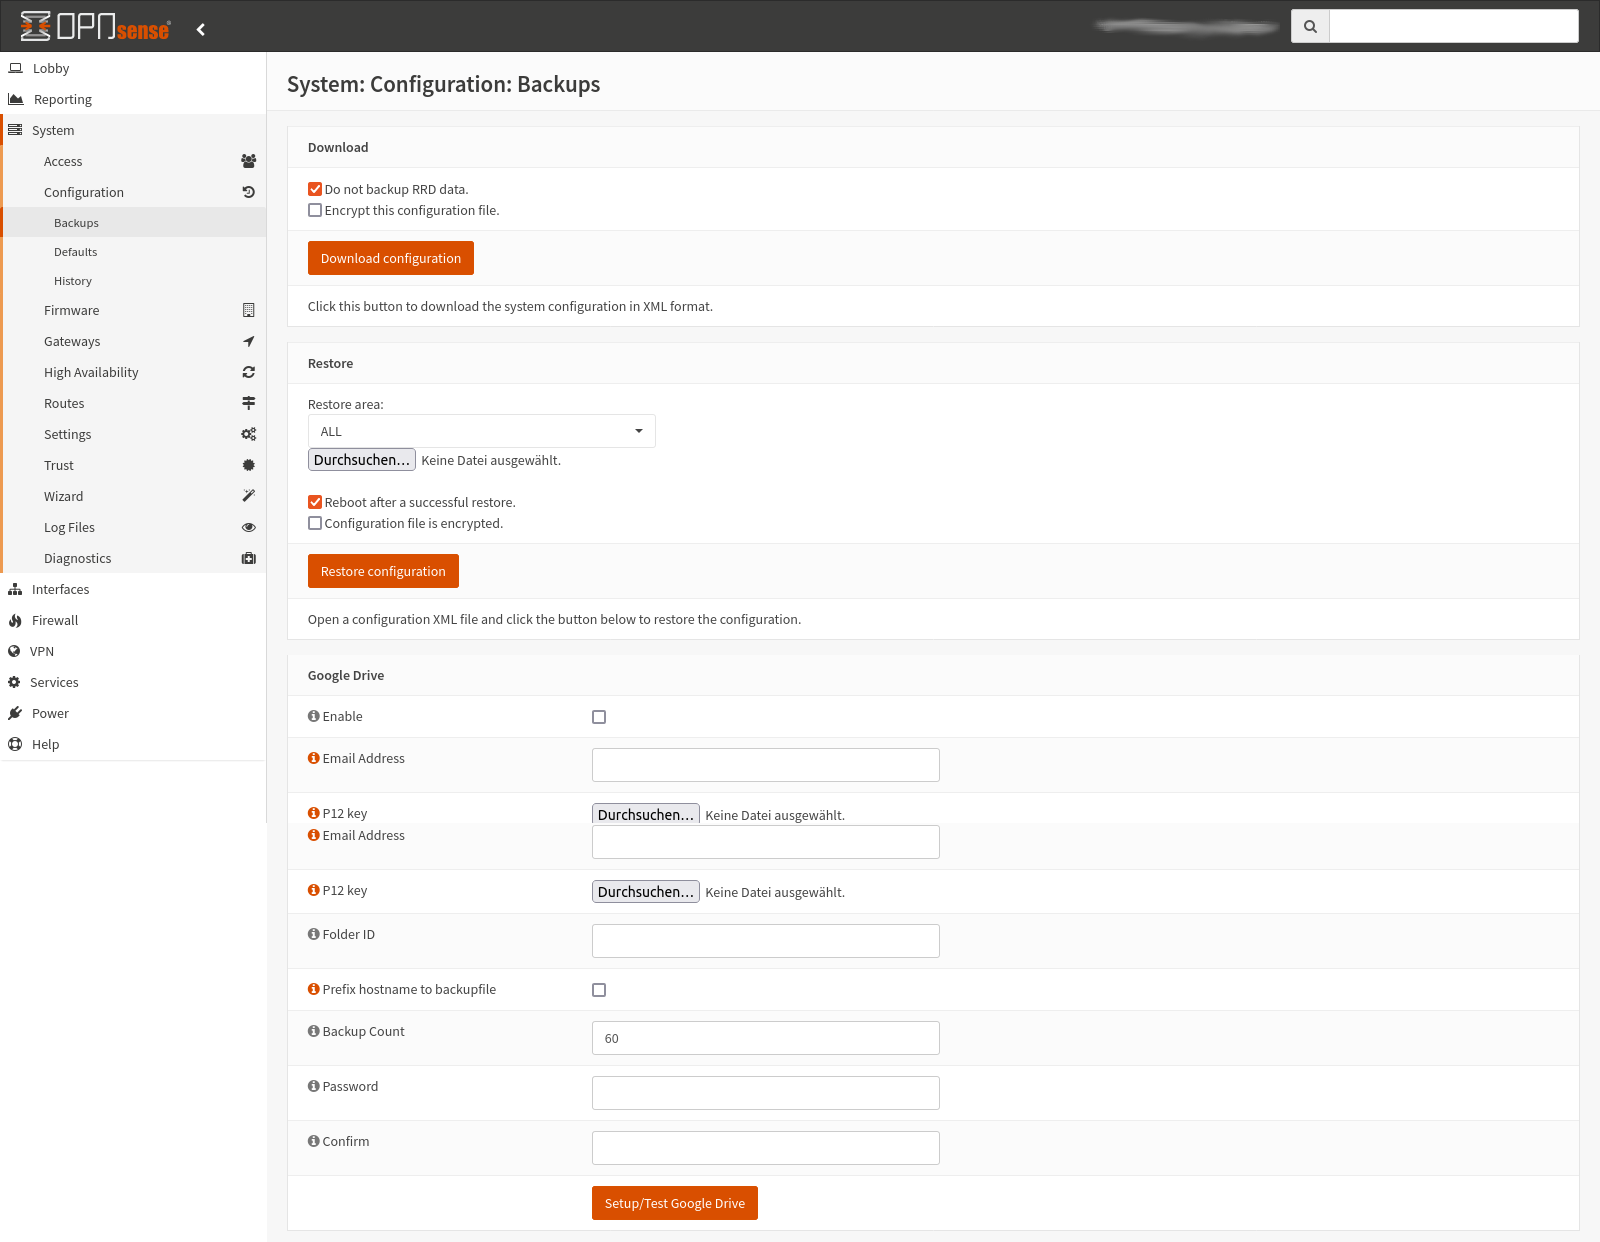 OPNsense
Lobby
Reporting
System
Access
Configuration
Backups
Defaults
History
Firmware
Gateways
High Availability
Routes
Settings
Trust
Wizard
Log Files
Diagnostics
Interfaces
Firewall
VPN
Services
Power
Help
System: Configuration: Backups
Download
Do not backup RRD data.
Encrypt this configuration file.
Download configuration
Click this button to download the system configuration in XML format.
Restore
Restore area:
ALL
Durchsuchen... Keine Datei ausgewählt.
Reboot after a successful restore.
Configuration file is encrypted.
Restore configuration
Open a configuration XML file and click the button below to restore the configuration.
Google Drive
Enable
Email Address
P12 key Durchsuchen... Keine Datei ausgewählt.
Email Address
P12 key Durchsuchen... Keine Datei ausgewählt.
Folder ID
Prefix hostname to backupfile
Backup Count 60
Password
Confirm
Setup/Test Google Drive